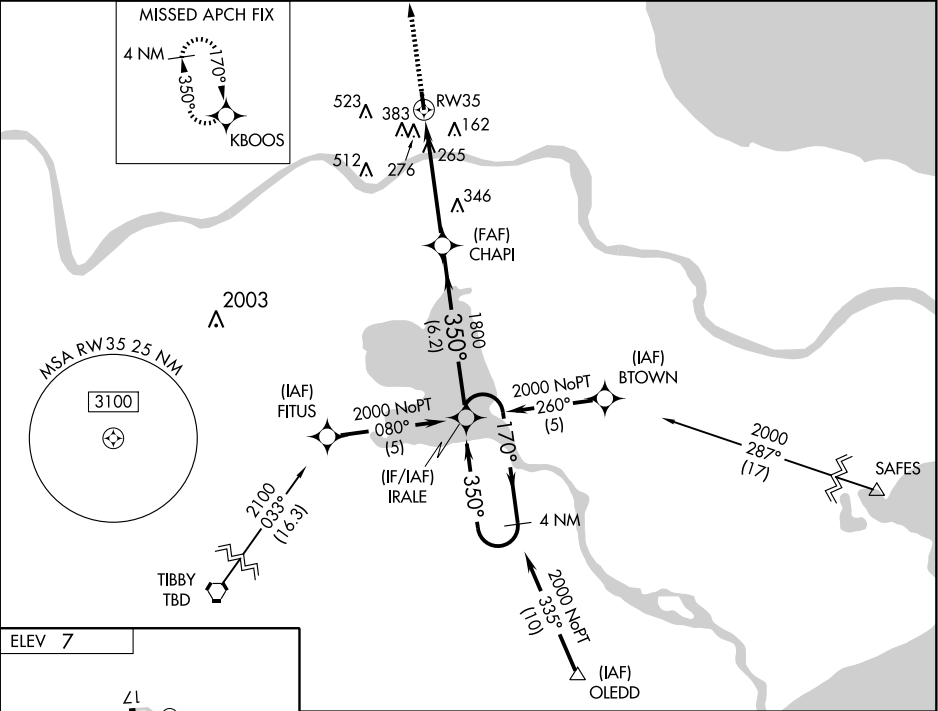 MISSED APCH FIX
4 NM
170°
350°
KBOOS
RW35
523
383
162
512
276
265
346
(FAF)
CHAPI
2003
1800
350°
(6.2)
MSA RW35 25 NM
3100
(IAF)
FITUS
2000 NoPT
080°
(5)
(IAF)
BTOWN
2000 NoPT
260°
(5)
(IF/IAF)
IRALE
170°
350°
4 NM
2000
287°
(17)
SAFES
2100
033°
(16.3)
TIBBY
TBD
2000 NoPT
335°
(10)
(IAF)
OLEDD
ELEV 7
17